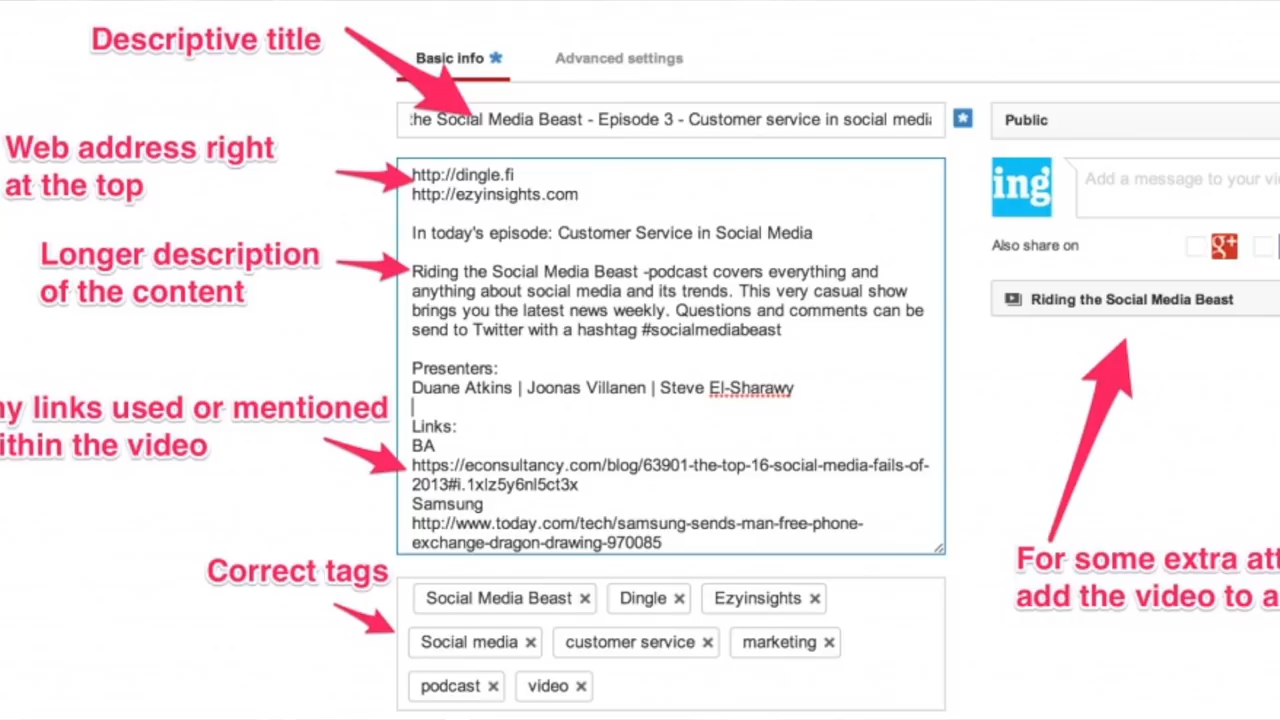 Descriptive title
Basic info
Advanced settings
the Social Media Beast - Episode 3 - Customer service in social media
Public
Web address right
at the top
http://dingle.fi
http://ezyinsights.com
ing
Add a message to your
Also share on
g+
In today's episode: Customer Service in Social Media
Longer description
of the content
Riding the Social Media Beast -podcast covers everything and
anything about social media and its trends. This very casual show
brings you the latest news weekly. Questions and comments can be
send to Twitter with a hashtag #socialmediabeast
Riding the Social Media Beast
Presenters:
Duane Atkins | Joonas Villanen | Steve El-Sharawy
links used or mentioned
the video
Links:
BA
https://econsultancy.com/blog/63901-the-top-16-social-media-fails-of-
2013#i.1xlz5y6nl5ct3x
Samsung
http://www.today.com/tech/samsung-sends-man-free-phone-
exchange-dragon-drawing-970085
For some extra
add the video to a
Correct tags
Social Media Beast × Dingle × Ezyinsights ×
Social media × customer service × marketing ×
podcast × video ×